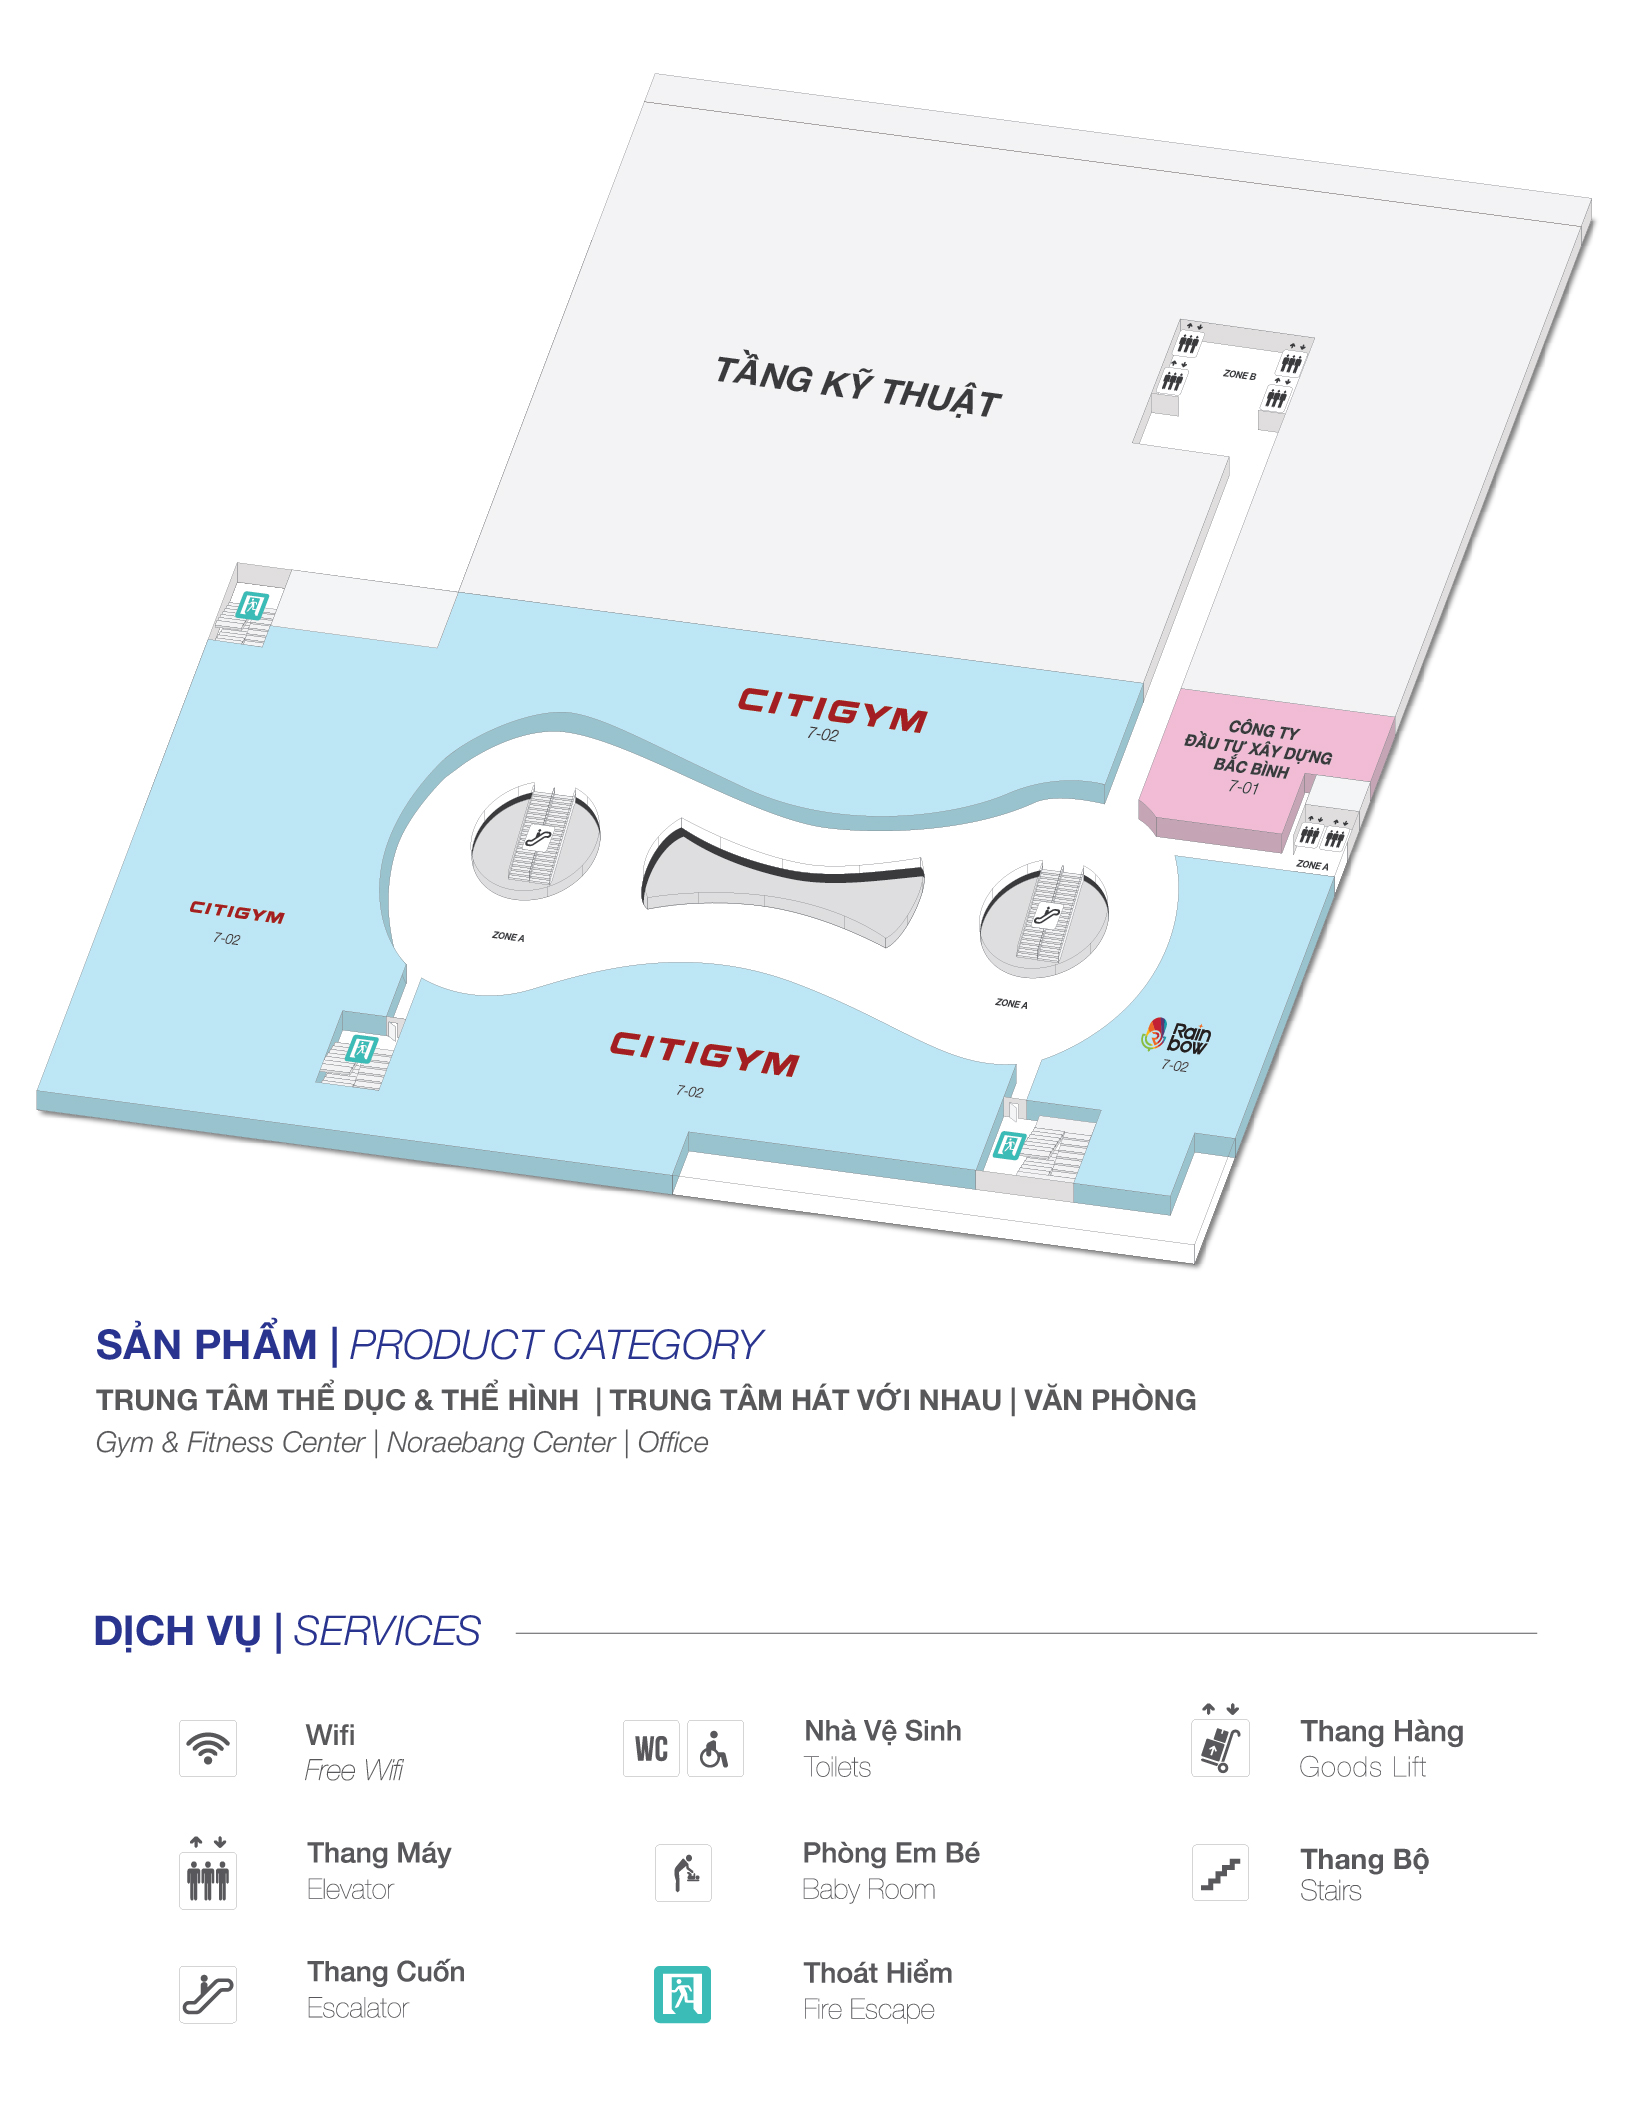 TẦNG KỸ THUẬT
ZONE B
CITIGYM
7-02
CÔNG TY
ĐẦU TƯ XÂY DỰNG
BẮC BÌNH
7-01
ZONE A
CITIGYM
7-02
ZONE A
ZONE A
CITIGYM
7-02
Rain
bow
7-02
SẢN PHẨM | PRODUCT CATEGORY
TRUNG TÂM THỂ DỤC & THỂ HÌNH | TRUNG TÂM HÁT VỚI NHAU | VĂN PHÒNG
Gym & Fitness Center | Noraebang Center | Office
DỊCH VỤ | SERVICES
Wifi
Free Wifi
WC
Nhà Vệ Sinh
Toilets
Thang Hàng
Goods Lift
Thang Máy
Elevator
Phòng Em Bé
Baby Room
Thang Bộ
Stairs
Thang Cuốn
Escalator
Thoát Hiểm
Fire Escape